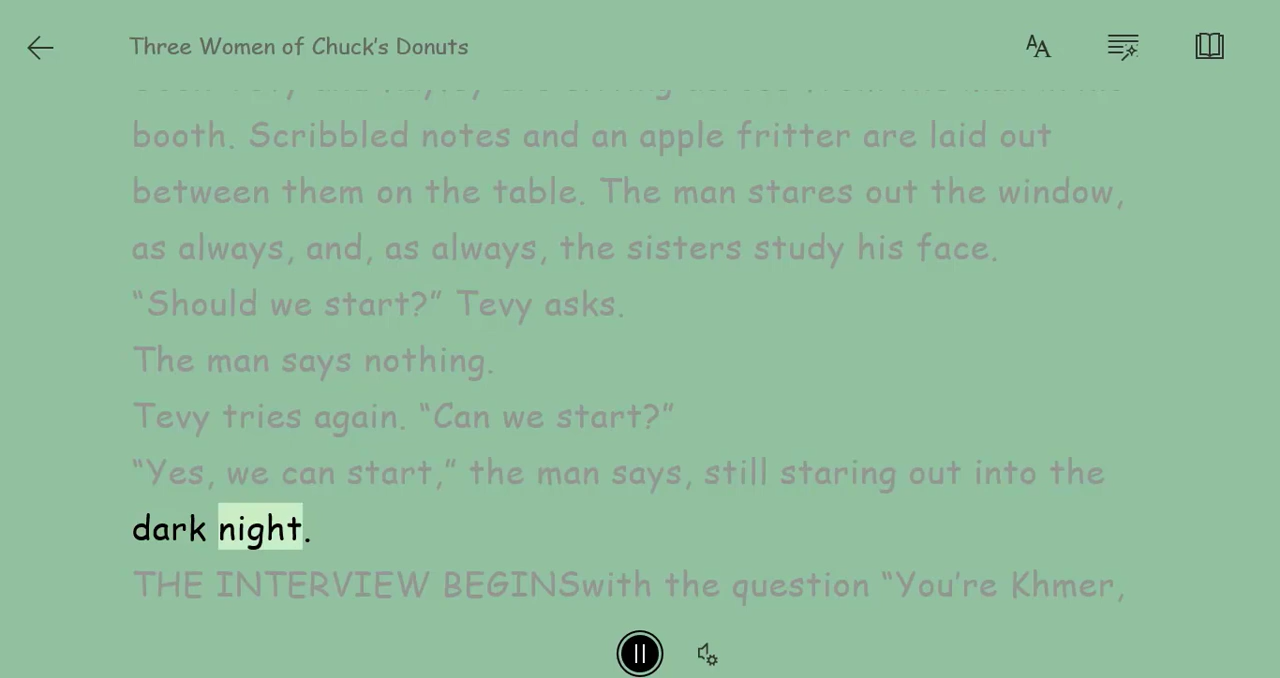 Three Women of Chuck's Donuts
booth. Scribbled notes and an apple fritter are laid out
between them on the table. The man stares out the window,
as always, and, as always, the sisters study his face.
“Should we start?” Tevy asks.
The man says nothing.
Tevy tries again. “Can we start?”
“Yes, we can start,” the man says, still staring out into the
dark night.
THE INTERVIEW BEGINSwith the question “You’re Khmer,